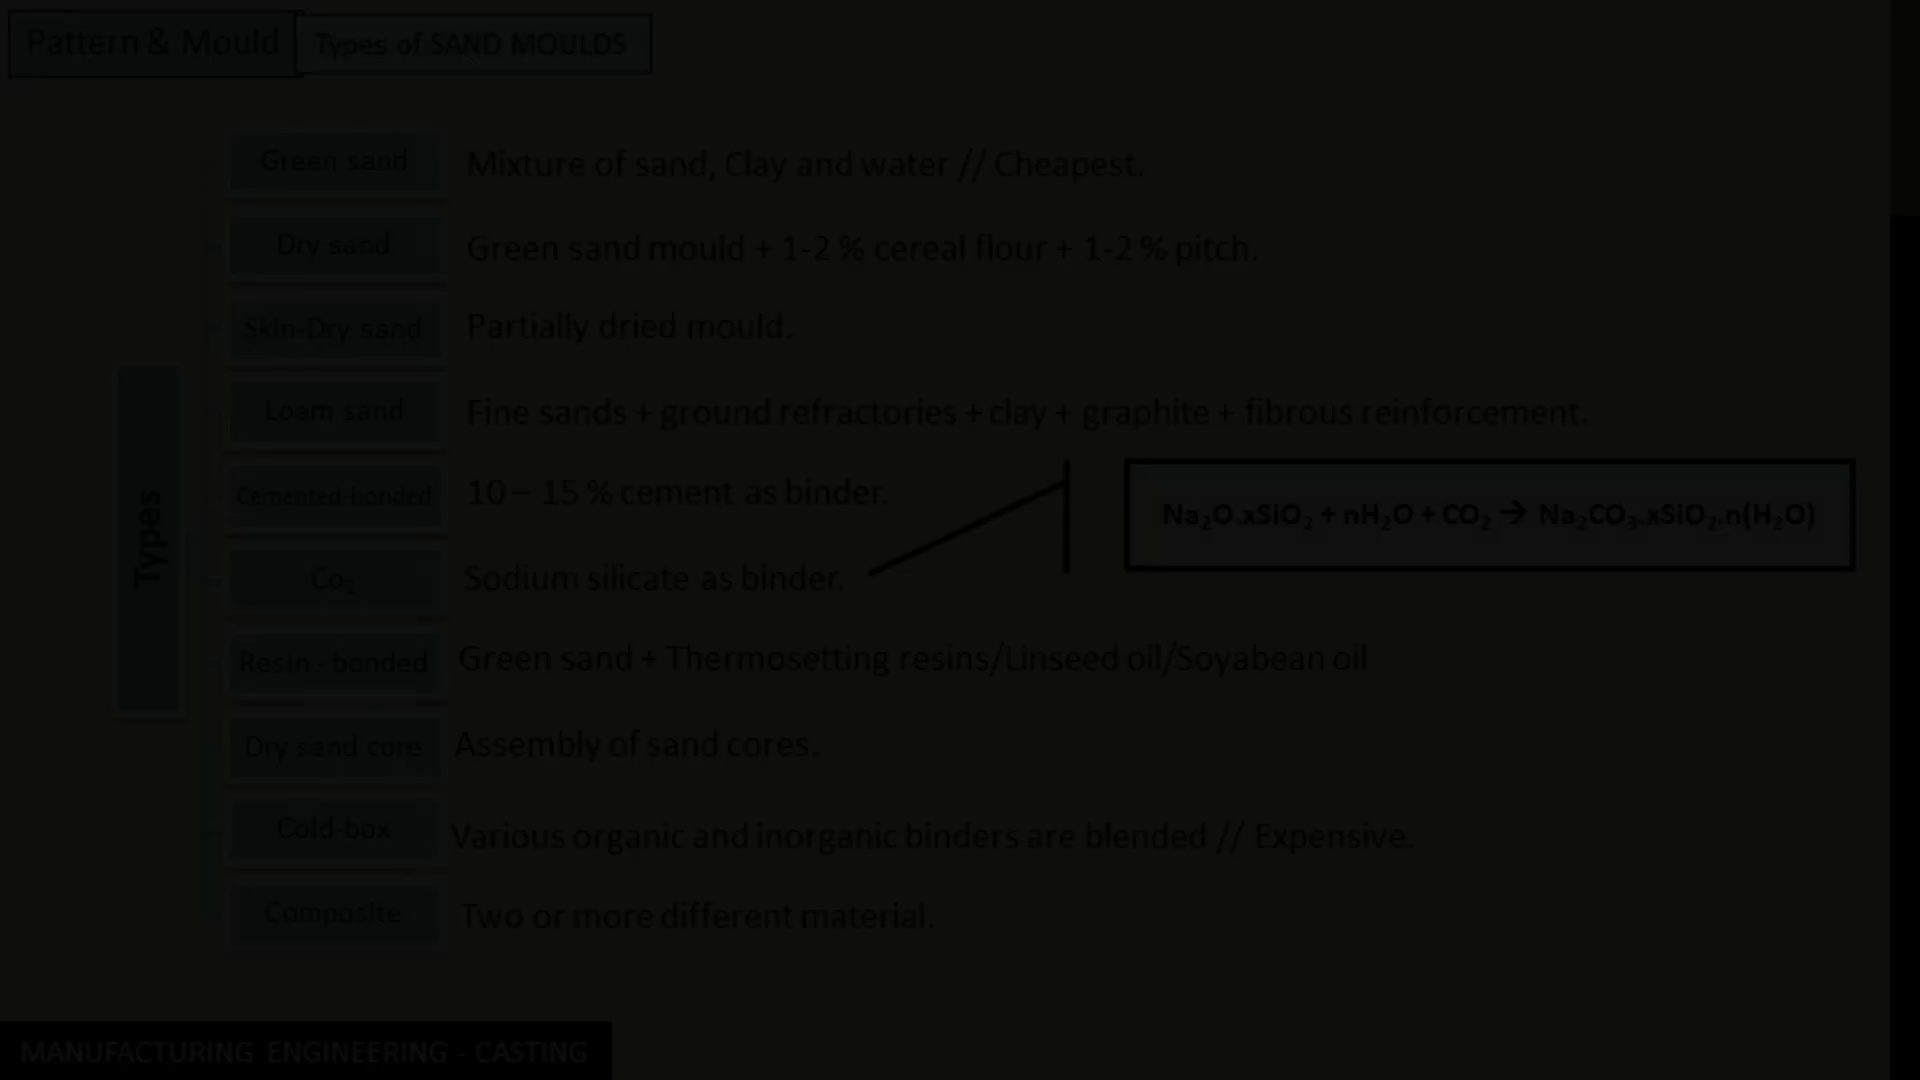 Pattern & Mould
Types of SAND MOULDS
Types
Green sand
Mixture of sand, Clay and water // Cheapest.
Dry sand
Green sand mould + 1-2 % cereal flour + 1-2 % pitch.
Skin-Dry sand
Partially dried mould.
Loam sand
Fine sands + ground refractories + clay + graphite + fibrous reinforcement.
Cemented-bonded
10 – 15 % cement as binder.
Na₂O.xSiO₂ + nH₂O + CO₂ → Na₂CO₃.xSiO₂.n(H₂O)
Co₂
Sodium silicate as binder.
Resin - bonded
Green sand + Thermosetting resins/Linseed oil/Soyabean oil
Dry sand core
Assembly of sand cores.
Cold-box
Various organic and inorganic binders are blended // Expensive.
Composite
Two or more different material.
MANUFACTURING ENGINEERING - CASTING